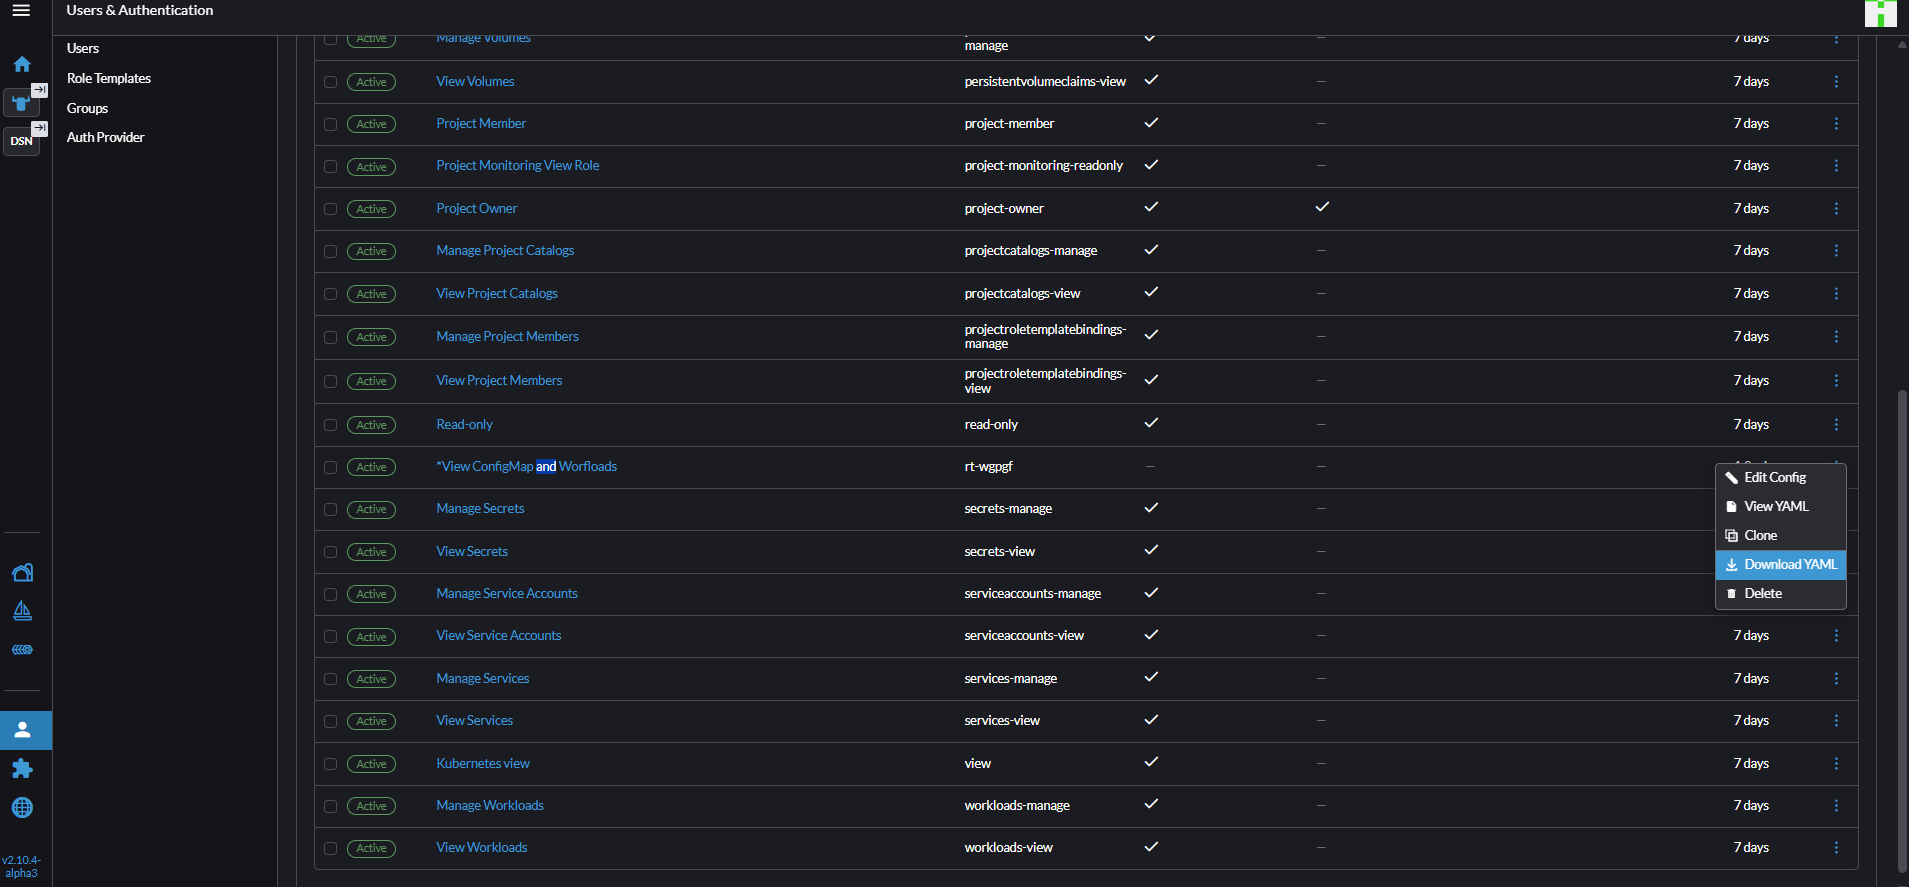 Users & Authentication
DSN
v2.10.4-
alpha3
Users
Role Templates
Groups
Auth Provider
Active Manage Volumes manage 7 days
Active View Volumes persistentvolumeclaims-view — 7 days
Active Project Member project-member — 7 days
Active Project Monitoring View Role project-monitoring-readonly — 7 days
Active Project Owner project-owner 7 days
Active Manage Project Catalogs projectcatalogs-manage — 7 days
Active View Project Catalogs projectcatalogs-view — 7 days
Active Manage Project Members projectroletemplatebindings-
manage — 7 days
Active View Project Members projectroletemplatebindings-
view — 7 days
Active Read-only read-only — 7 days
Active *View ConfigMap and Worfloads rt-wgpgf — —
Active Manage Secrets secrets-manage —
Active View Secrets secrets-view —
Active Manage Service Accounts serviceaccounts-manage —
Active View Service Accounts serviceaccounts-view — 7 days
Active Manage Services services-manage — 7 days
Active View Services services-view — 7 days
Active Kubernetes view view — 7 days
Active Manage Workloads workloads-manage — 7 days
Active View Workloads workloads-view — 7 days
Edit Config
View YAML
Clone
Download YAML
Delete